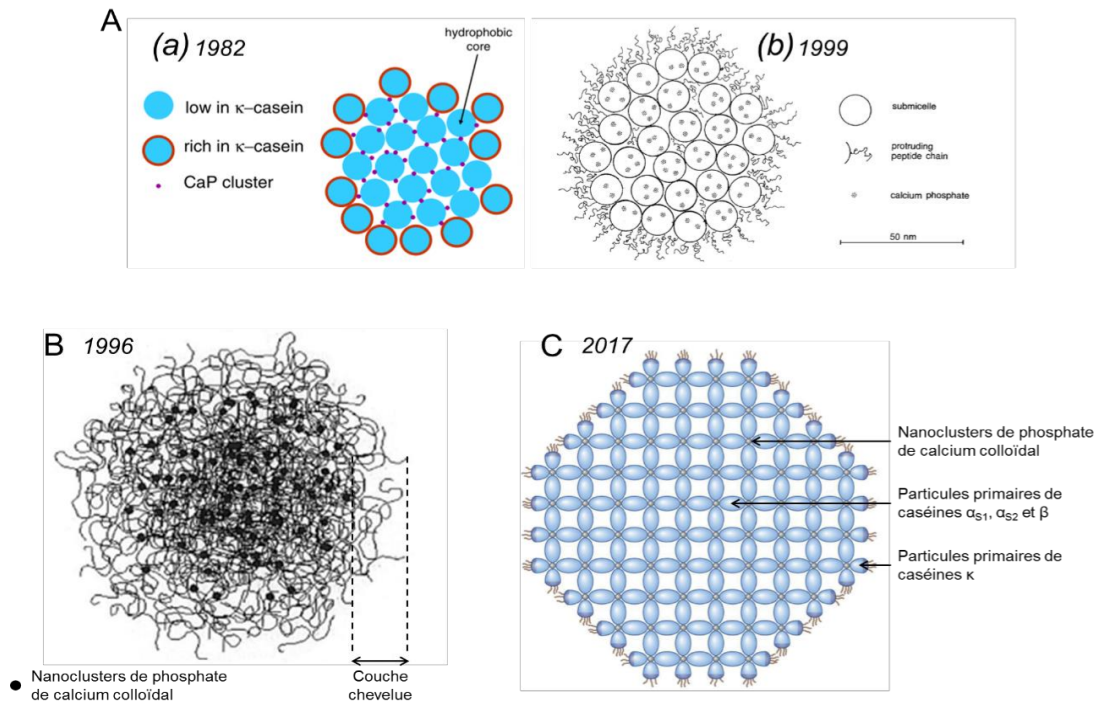 A
(a) 1982
hydrophobic
core
low in κ–casein
rich in κ–casein
CaP cluster
(b) 1999
submicelle
protruding
peptide chain
calcium phosphate
50 nm
B 1996
Nanoclusters de phosphate
de calcium colloïdal
Couche
chevelue
C 2017
Nanoclusters de phosphate
de calcium colloïdal
Particules primaires de
caséines αS1, αS2 et β
Particules primaires de
caséines κ